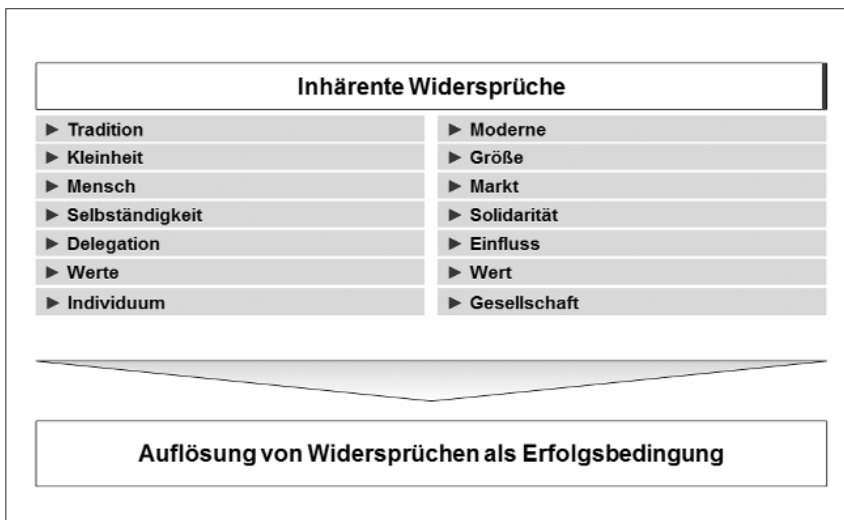 Inhärente Widersprüche
► Tradition
► Moderne
► Kleinheit
► Größe
► Mensch
► Markt
► Selbständigkeit
► Solidarität
► Delegation
► Einfluss
► Werte
► Wert
► Individuum
► Gesellschaft
Auflösung von Widersprüchen als Erfolgsbedingung